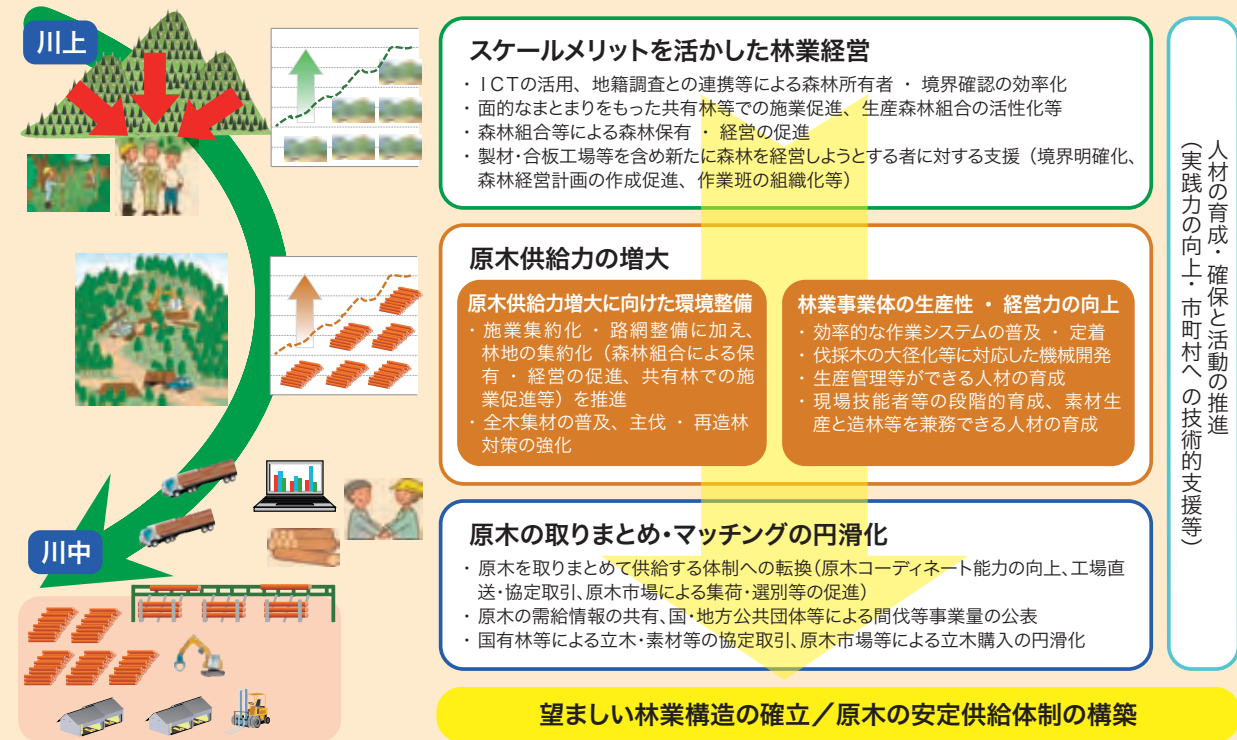 川上
スケールメリットを活かした林業経営
・ICTの活用、地籍調査との連携等による森林所有者 ・ 境界確認の効率化
・面的なまとまりをもった共有林等での施業促進、生産森林組合の活性化等
・森林組合等による森林保有 ・ 経営の促進
・製材・合板工場等を含め新たに森林を経営しようとする者に対する支援（境界明確化、
森林経営計画の作成促進、作業班の組織化等）
原木供給力の増大
原木供給力増大に向けた環境整備
・施業集約化 ・ 路網整備に加え、
林地の集約化（森林組合による保
有 ・ 経営の促進、共有林での施
業促進等）を推進
・全木集材の普及、主伐 ・ 再造林
対策の強化
林業事業体の生産性 ・ 経営力の向上
・効率的な作業システムの普及 ・ 定着
・伐採木の大径化等に対応した機械開発
・生産管理等ができる人材の育成
・現場技能者等の段階的育成、素材生
産と造林等を兼務できる人材の育成
川中
原木の取りまとめ・マッチングの円滑化
・原木を取りまとめて供給する体制への転換（原木コーディネート能力の向上、工場直
送・協定取引、原木市場による集荷・選別等の促進）
・原木の需給情報の共有、国・地方公共団体等による間伐等事業量の公表
・国有林等による立木・素材等の協定取引、原木市場等による立木購入の円滑化
望ましい林業構造の確立／原木の安定供給体制の構築
人材の育成・確保と活動の推進
（実践力の向上・市町村への技術的支援等）